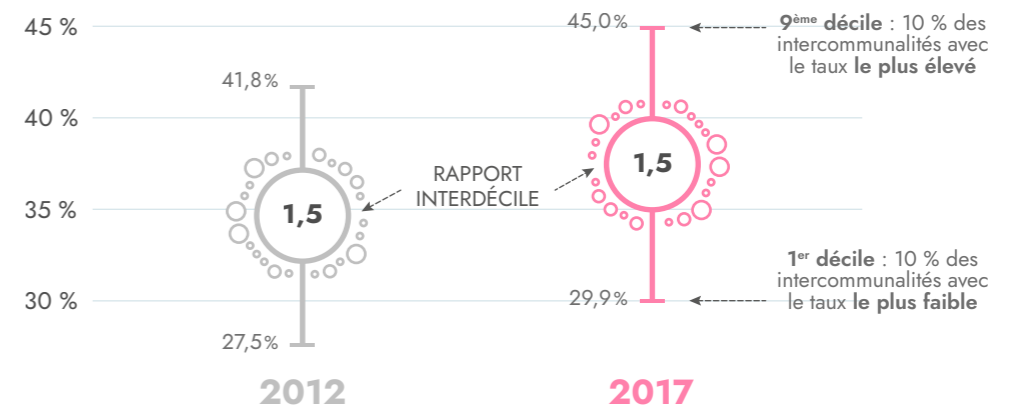 45 %
40 %
35 %
30 %
41,8 %
1,5
27,5 %
2012
RAPPORT
INTERDÉCILE
45,0 %
1,5
29,9 %
2017
9ème décile : 10 % des
intercommunalités avec
le taux le plus élevé
1er décile : 10 % des
intercommunalités avec
le taux le plus faible